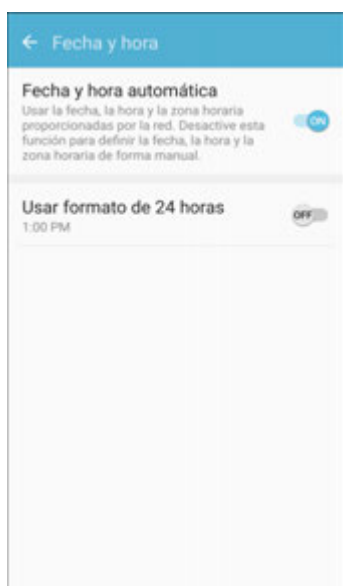 Fecha y hora
Fecha y hora automática
Usar la fecha, la hora y la zona horaria
proporcionadas por la red. Desactive esta
función para definir la fecha, la hora y la
zona horaria de forma manual.
ON
Usar formato de 24 horas
1:00 PM
OFF